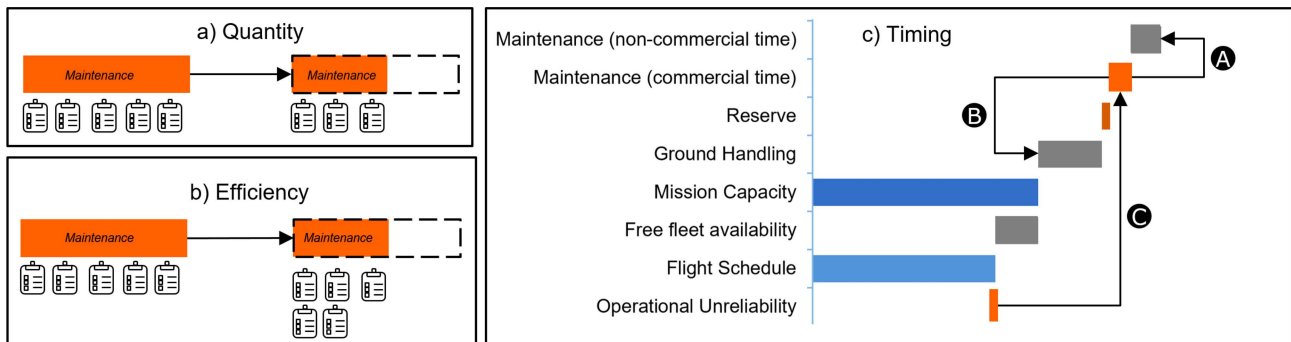 a) Quantity
Maintenance
Maintenance
b) Efficiency
Maintenance
Maintenance
c) Timing
Maintenance (non-commercial time)
A
Maintenance (commercial time)
Reserve
B
Ground Handling
Mission Capacity
C
Free fleet availability
Flight Schedule
Operational Unreliability